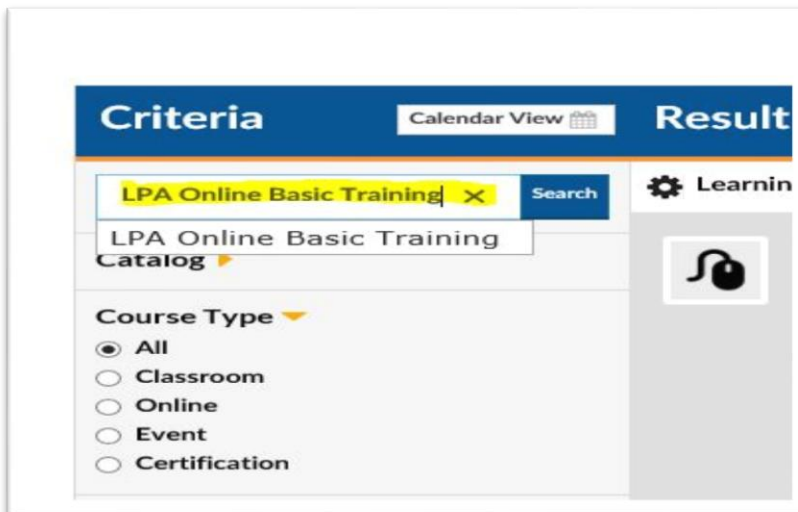 Criteria
Calendar View
Result
LPA Online Basic Training
Search
Learnin
LPA Online Basic Training
Catalog
Course Type
All
Classroom
Online
Event
Certification